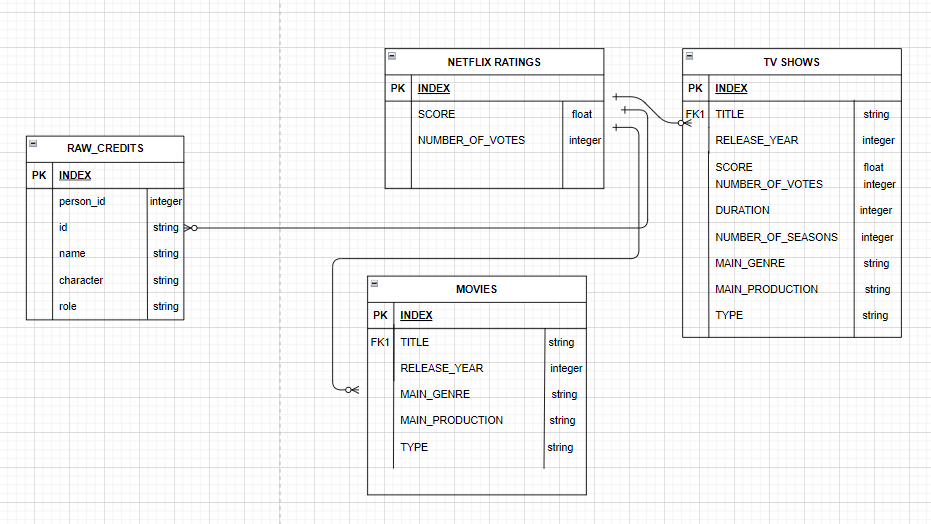 NETFLIX RATINGS
PK INDEX
SCORE float
NUMBER_OF_VOTES integer
TV SHOWS
PK INDEX
FK1 TITLE string
RELEASE_YEAR integer
SCORE float
NUMBER_OF_VOTES integer
DURATION integer
NUMBER_OF_SEASONS integer
MAIN_GENRE string
MAIN_PRODUCTION string
TYPE string
RAW_CREDITS
PK INDEX
person_id integer
id string
name string
character string
role string
MOVIES
PK INDEX
FK1 TITLE string
RELEASE_YEAR integer
MAIN_GENRE string
MAIN_PRODUCTION string
TYPE string